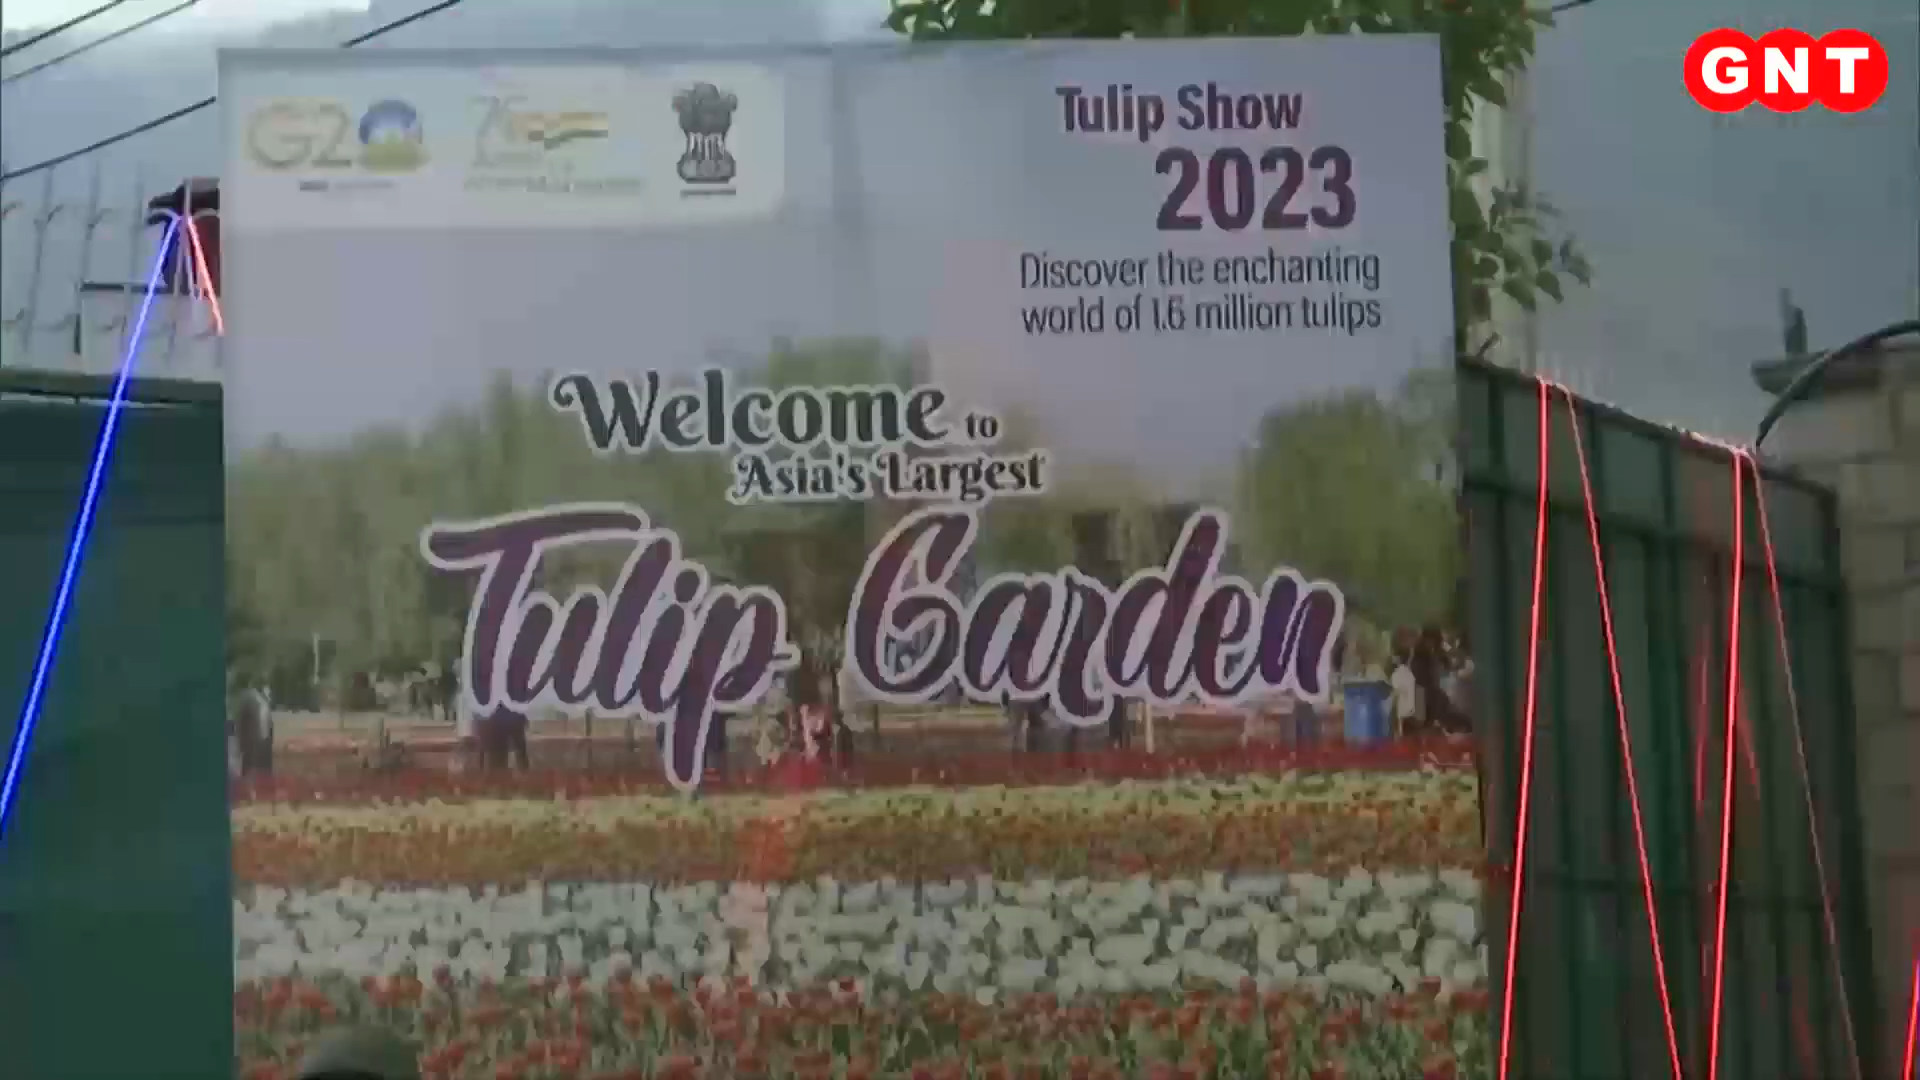 GNT
G20
75
Tulip Show
2023
Discover the enchanting
world of 1.6 million tulips
Welcome to
Asia's Largest
Tulip Garden